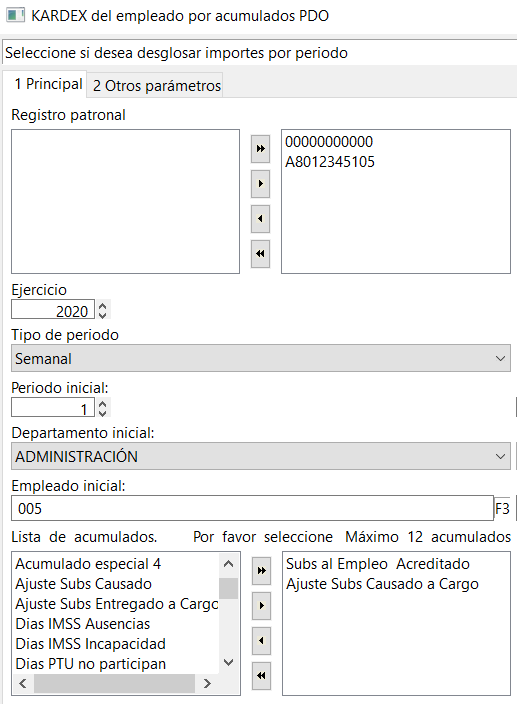 KARDEX del empleado por acumulados PDO
Seleccione si desea desglosar importes por periodo
1 Principal
2 Otros parámetros
Registro patronal
00000000000
A8012345105
Ejercicio
2020
Tipo de periodo
Semanal
Periodo inicial:
1
Departamento inicial:
ADMINISTRACIÓN
Empleado inicial:
005
F3
Lista de acumulados. Por favor seleccione Máximo 12 acumulados
Acumulado especial 4
Ajuste Subs Causado
Ajuste Subs Entregado a Cargo
Dias IMSS Ausencias
Dias IMSS Incapacidad
Dias PTU no participan
Subs al Empleo Acreditado
Ajuste Subs Causado a Cargo